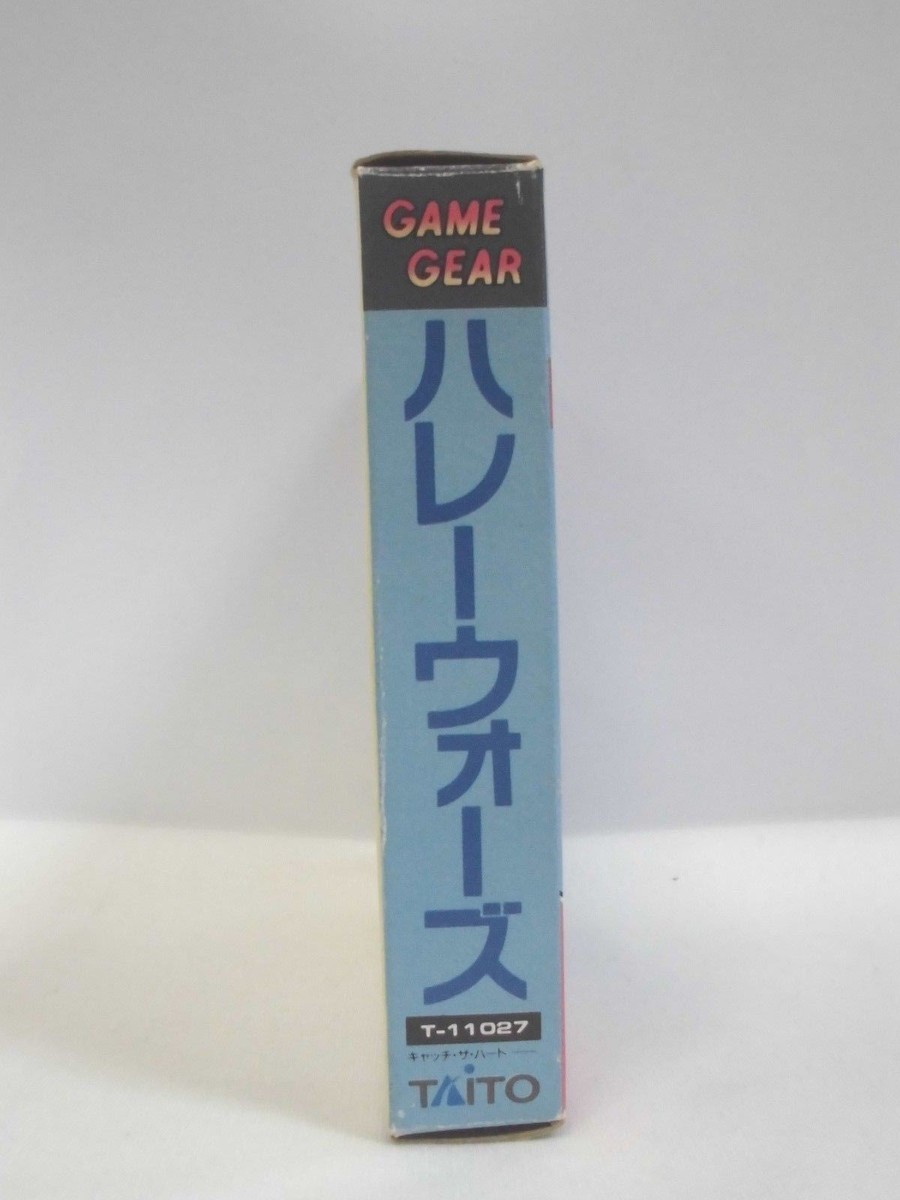 GAME
GEAR
ハレーウォーズ
T-11027
キャッチ・ザ・ハート
TAITO